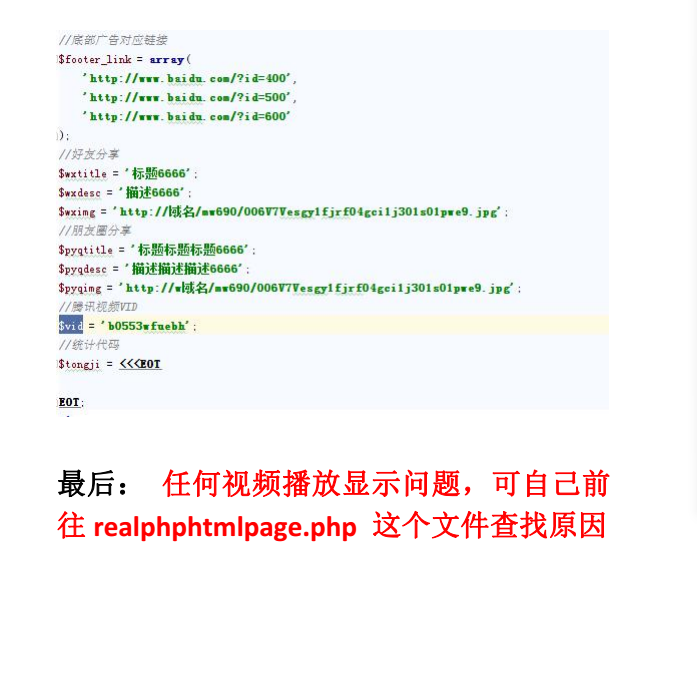 //底部广告对应链接
$footer_link = array(
'http://www.baidu.com/?id=400',
'http://www.baidu.com/?id=500',
'http://www.baidu.com/?id=600'
);
//好友分享
$wxtitle = '标题6666';
$wxdesc = '描述6666';
$wximg = 'http://域名/mw690/006V7Vesgy1fjrf04gci1j301s01pwe9.jpg';
//朋友圈分享
$pyqtitle = '标题标题标题6666';
$pyqdesc = '描述描述描述6666';
$pyqimg = 'http://w域名/mw690/006V7Vesgy1fjrf04gci1j301s01pwe9.jpg';
//腾讯视频VID
$vid = 'b0553wfuebh';
//统计代码
$tongji = <<<EOT
EOT;
最后： 任何视频播放显示问题，可自己前
往 realphphtmlpage.php 这个文件查找原因